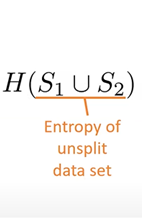 H(S₁ ∪ S₂)
Entropy of
unsplit
data set